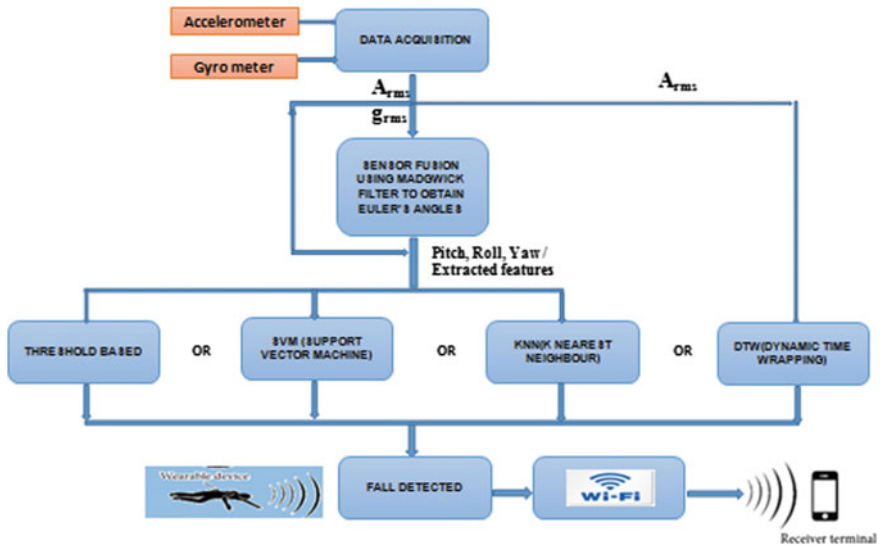 Accelerometer
DATA ACQUISITION
Gyro meter
Arms
grms
Arms
SENSOR FUSION
USING MADGWICK
FILTER TO OBTAIN
EULER'S ANGLES
Pitch, Roll, Yaw /
Extracted features
THRESHOLD BASED
OR
SVM (SUPPORT
VECTOR MACHINE)
OR
KNN(K NEAREST
NEIGHBOUR)
OR
DTW(DYNAMIC TIME
WRAPPING)
Wearable device
FALL DETECTED
Wi-Fi
Receiver terminal